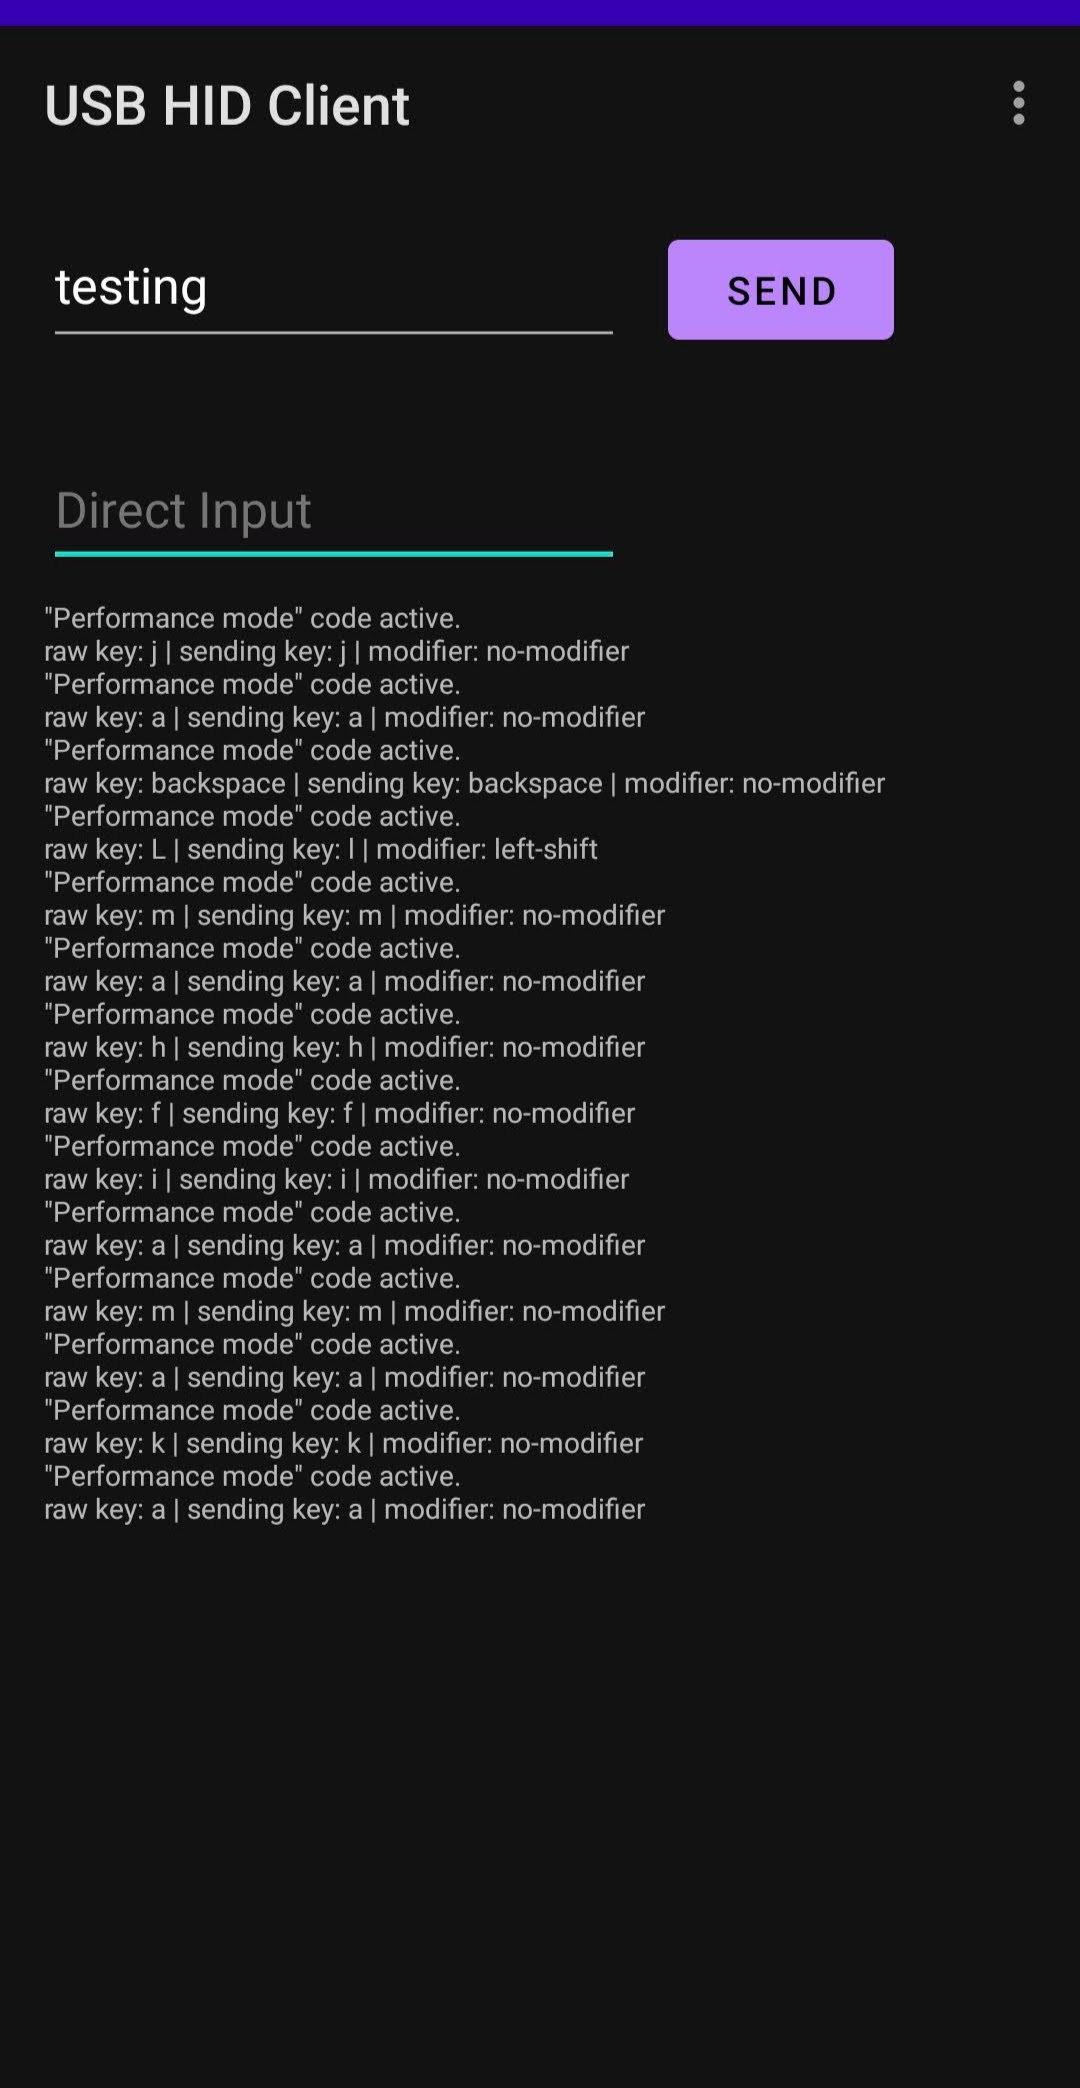 USB HID Client
testing
SEND
Direct Input
"Performance mode" code active.
raw key: j | sending key: j | modifier: no-modifier
"Performance mode" code active.
raw key: a | sending key: a | modifier: no-modifier
"Performance mode" code active.
raw key: backspace | sending key: backspace | modifier: no-modifier
"Performance mode" code active.
raw key: L | sending key: l | modifier: left-shift
"Performance mode" code active.
raw key: m | sending key: m | modifier: no-modifier
"Performance mode" code active.
raw key: a | sending key: a | modifier: no-modifier
"Performance mode" code active.
raw key: h | sending key: h | modifier: no-modifier
"Performance mode" code active.
raw key: f | sending key: f | modifier: no-modifier
"Performance mode" code active.
raw key: i | sending key: i | modifier: no-modifier
"Performance mode" code active.
raw key: a | sending key: a | modifier: no-modifier
"Performance mode" code active.
raw key: m | sending key: m | modifier: no-modifier
"Performance mode" code active.
raw key: a | sending key: a | modifier: no-modifier
"Performance mode" code active.
raw key: k | sending key: k | modifier: no-modifier
"Performance mode" code active.
raw key: a | sending key: a | modifier: no-modifier